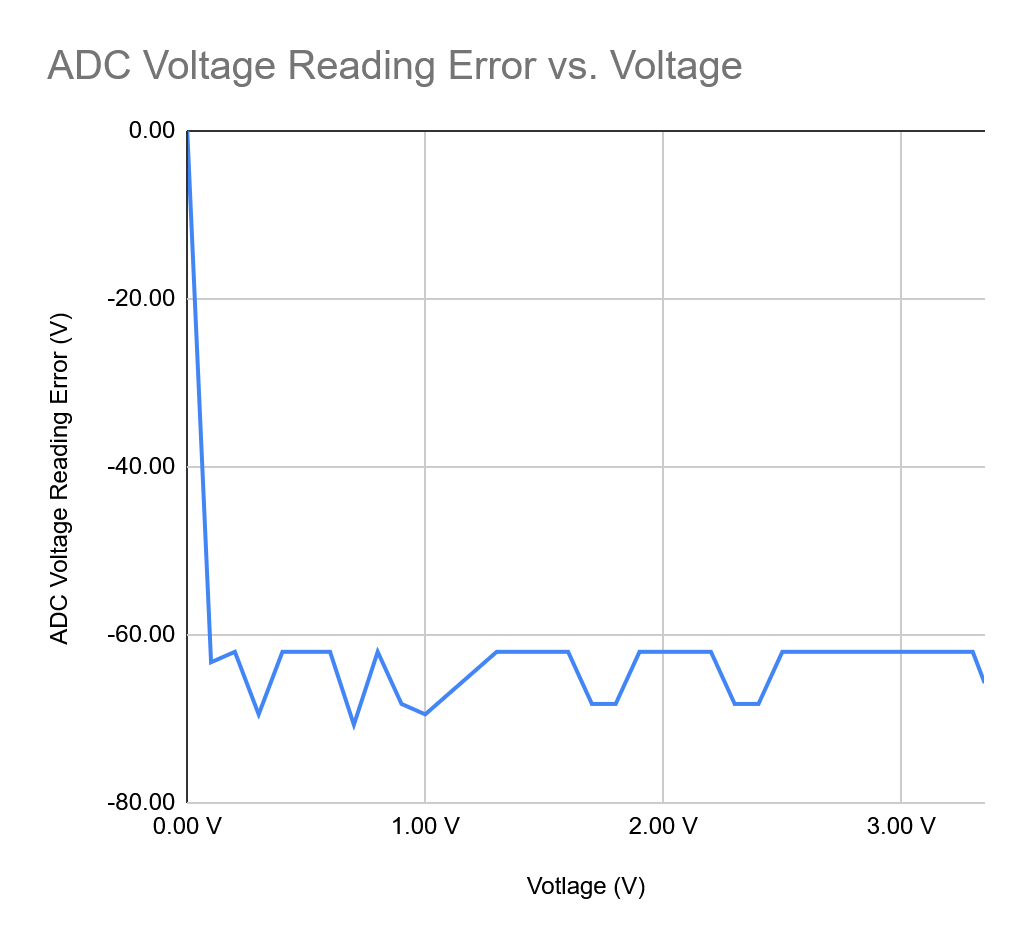 ADC Voltage Reading Error vs. Voltage
ADC Voltage Reading Error (V)
0.00
-20.00
-40.00
-60.00
-80.00
0.00 V 1.00 V 2.00 V 3.00 V
Votlage (V)